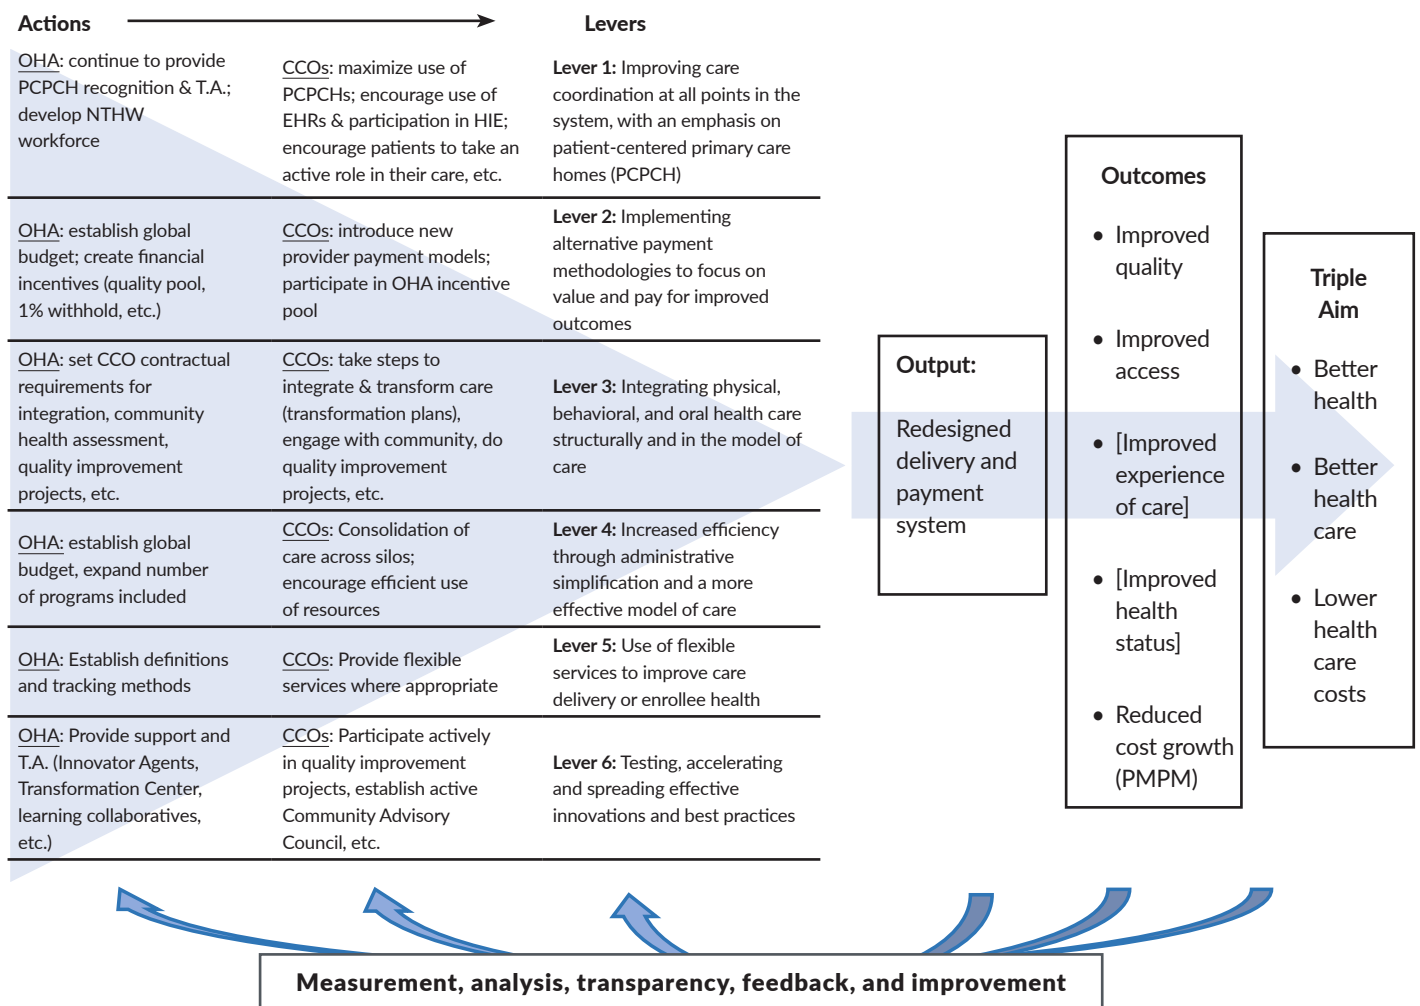 Actions
Levers
OHA: continue to provide
PCPCH recognition & T.A.;
develop NTHW
workforce
CCOs: maximize use of
PCPCHs; encourage use of
EHRs & participation in HIE;
encourage patients to take an
active role in their care, etc.
Lever 1: Improving care
coordination at all points in the
system, with an emphasis on
patient-centered primary care
homes (PCPCH)
OHA: establish global
budget; create financial
incentives (quality pool,
1% withhold, etc.)
CCOs: introduce new
provider payment models;
participate in OHA incentive
pool
Lever 2: Implementing
alternative payment
methodologies to focus on
value and pay for improved
outcomes
OHA: set CCO contractual
requirements for
integration, community
health assessment,
quality improvement
projects, etc.
CCOs: take steps to
integrate & transform care
(transformation plans),
engage with community, do
quality improvement
projects, etc.
Lever 3: Integrating physical,
behavioral, and oral health care
structurally and in the model of
care
OHA: establish global
budget, expand number
of programs included
CCOs: Consolidation of
care across silos;
encourage efficient use
of resources
Lever 4: Increased efficiency
through administrative
simplification and a more
effective model of care
OHA: Establish definitions
and tracking methods
CCOs: Provide flexible
services where appropriate
Lever 5: Use of flexible
services to improve care
delivery or enrollee health
OHA: Provide support and
T.A. (Innovator Agents,
Transformation Center,
learning collaboratives,
etc.)
CCOs: Participate actively
in quality improvement
projects, establish active
Community Advisory
Council, etc.
Lever 6: Testing, accelerating
and spreading effective
innovations and best practices
Output:
Redesigned
delivery and
payment
system
Outcomes
• Improved
quality
• Improved
access
• [Improved
experience
of care]
• [Improved
health
status]
• Reduced
cost growth
(PMPM)
Triple
Aim
• Better
health
• Better
health
care
• Lower
health
care
costs
Measurement, analysis, transparency, feedback, and improvement